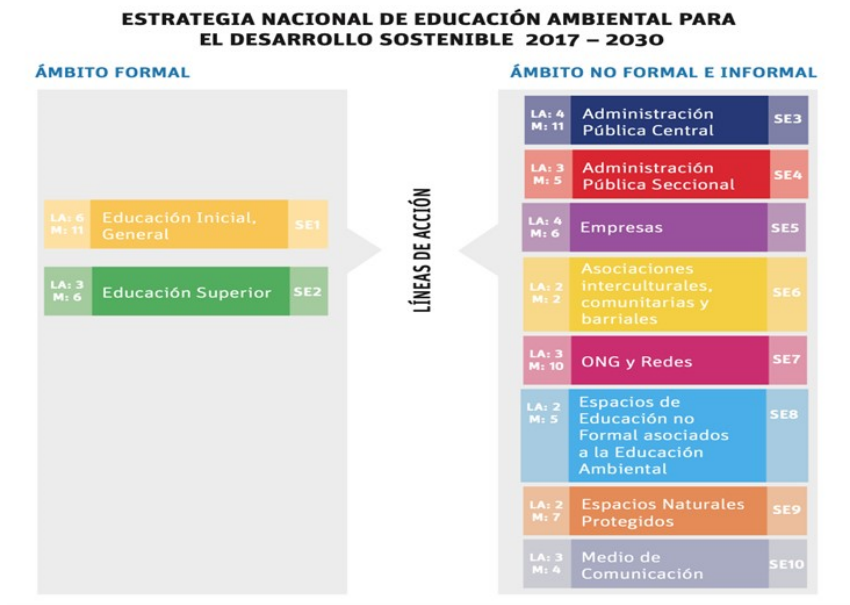 ESTRATEGIA NACIONAL DE EDUCACIÓN AMBIENTAL PARA
EL DESARROLLO SOSTENIBLE 2017 – 2030
ÁMBITO FORMAL
LA: 6
M: 11
Educación Inicial,
General
SE1
LA: 3
M: 6
Educación Superior
SE2
LÍNEAS DE ACCIÓN
ÁMBITO NO FORMAL E INFORMAL
LA: 4
M: 11
Administración
Pública Central
SE3
LA: 3
M: 5
Administración
Pública Seccional
SE4
LA: 4
M: 6
Empresas
SE5
LA: 2
M: 2
Asociaciones
interculturales,
comunitarias y
barriales
SE6
LA: 3
M: 10
ONG y Redes
SE7
LA: 2
M: 5
Espacios de
Educación no
Formal asociados
a la Educación
Ambiental
SE8
LA: 2
M: 7
Espacios Naturales
Protegidos
SE9
LA: 3
M: 4
Medio de
Comunicación
SE10